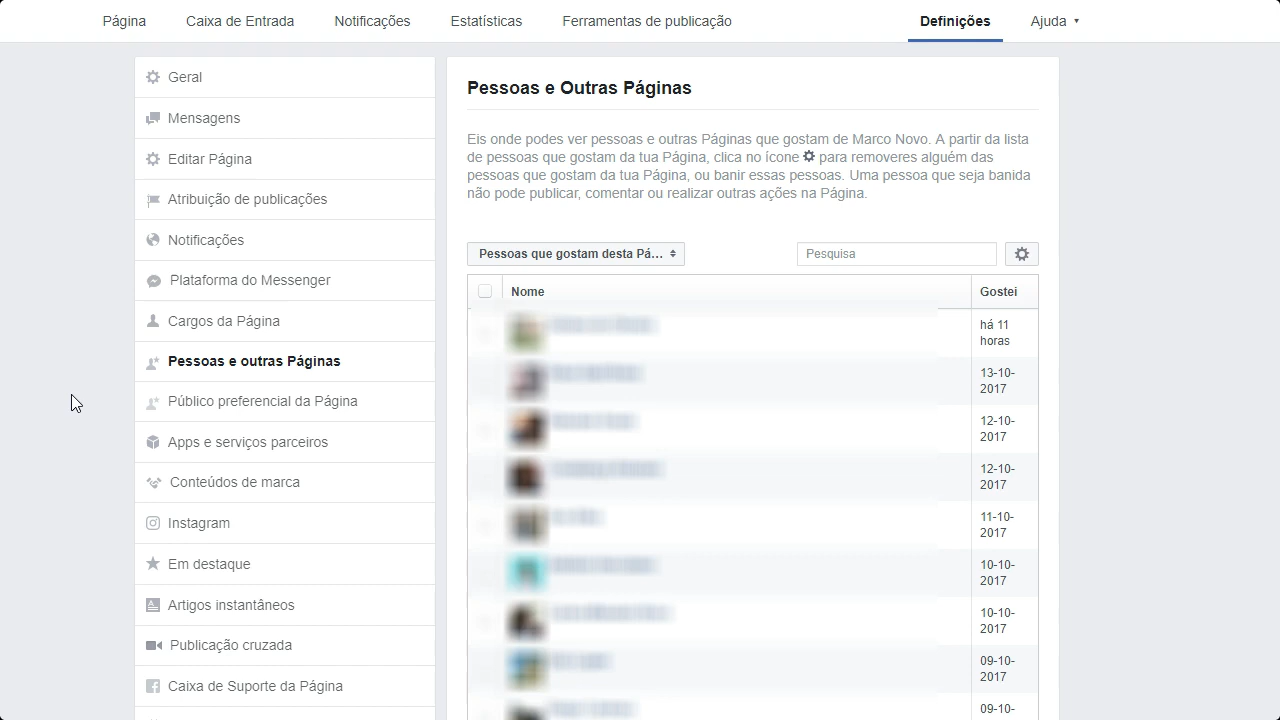 Página Caixa de Entrada Notificações Estatísticas Ferramentas de publicação Definições Ajuda
Geral
Mensagens
Editar Página
Atribuição de publicações
Notificações
Plataforma do Messenger
Cargos da Página
Pessoas e outras Páginas
Público preferencial da Página
Apps e serviços parceiros
Conteúdos de marca
Instagram
Em destaque
Artigos instantâneos
Publicação cruzada
Caixa de Suporte da Página
Pessoas e Outras Páginas
Eis onde podes ver pessoas e outras Páginas que gostam de Marco Novo. A partir da lista
de pessoas que gostam da tua Página, clica no ícone para removeres alguém das
pessoas que gostam da tua Página, ou banir essas pessoas. Uma pessoa que seja banida
não pode publicar, comentar ou realizar outras ações na Página.
Pessoas que gostam desta Pá... Pesquisa
Nome Gostei
há 11
horas
13-10-
2017
12-10-
2017
12-10-
2017
11-10-
2017
10-10-
2017
10-10-
2017
09-10-
2017
09-10-